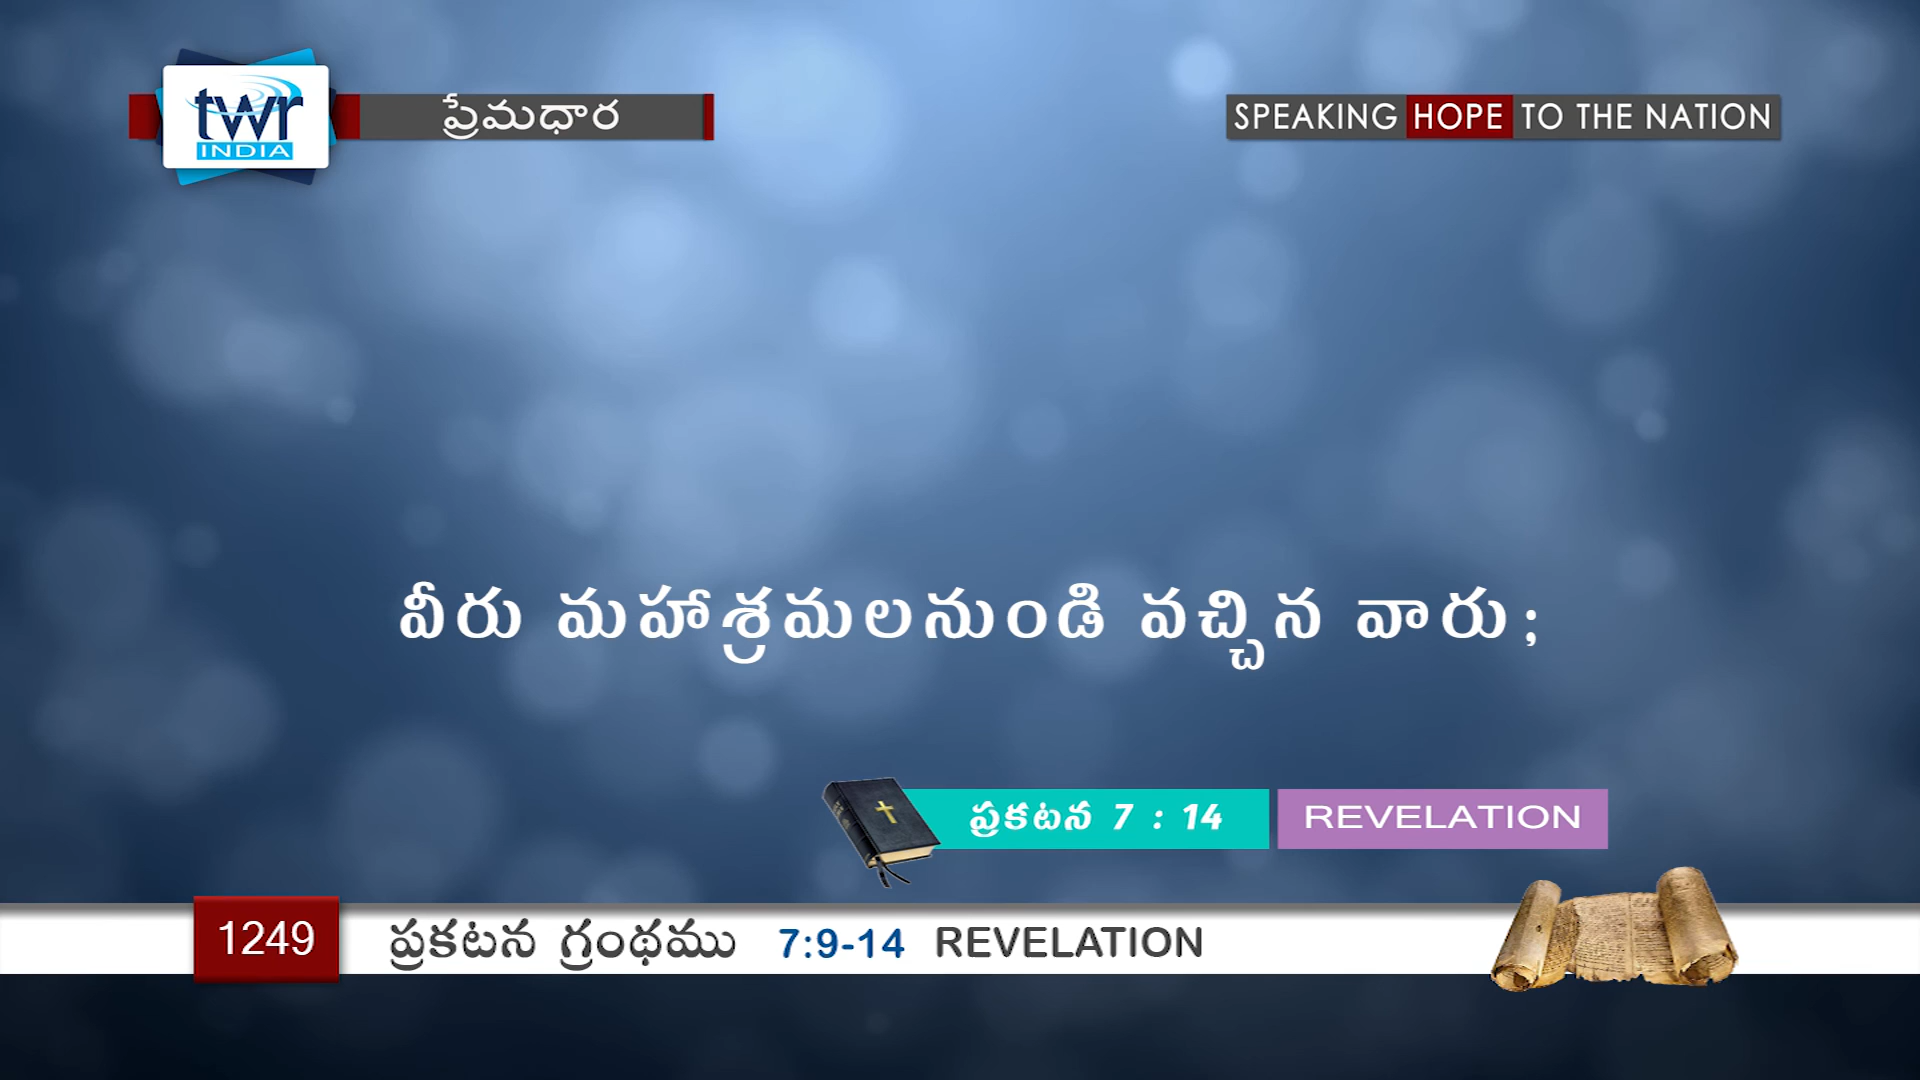 twr
INDIA
ప్రేమధార
SPEAKING HOPE TO THE NATION
వీరు మహాశ్రమలనుండి వచ్చిన వారు;
ప్రకటన 7 : 14
REVELATION
1249
ప్రకటన గ్రంథము 7:9-14 REVELATION